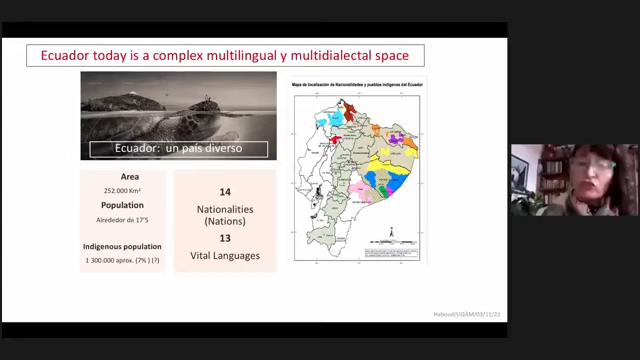 Ecuador today is a complex multilingual y multidialectal space
Ecuador: un país diverso
Area
252.000 Km²
Population
Alrededor de 17'5
Indigenous population
1 300.000 aprox. (7% ) (?)
14
Nationalities
(Nations)
13
Vital Languages
Mapa de localización de Nacionalidades y pueblos indígenas del Ecuador
Haboud/UQÀM/03/11/21